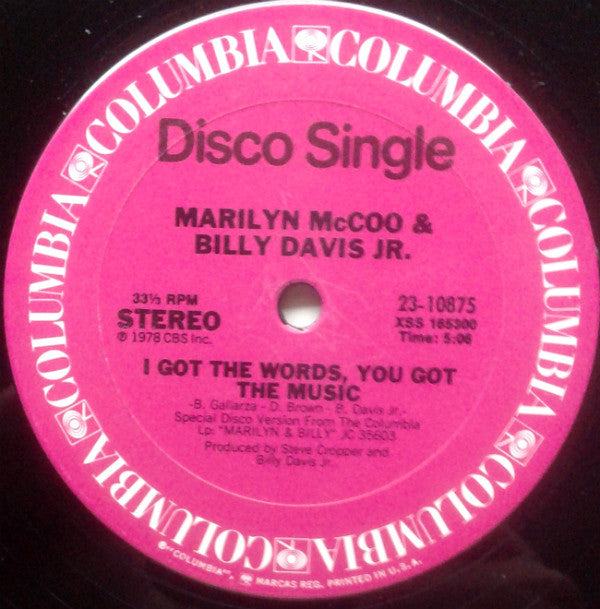 COLUMBIA COLUMBIA COLUMBIA COLUMBIA COLUMBIA COLUMBIA COLUMBIA
Disco Single
MARILYN McCOO &
BILLY DAVIS JR.
33⅓ RPM
STEREO
℗ 1978 CBS Inc.
23-10875
XSS 165300
Time: 5:06
I GOT THE WORDS, YOU GOT
THE MUSIC
-B. Gallarza - D. Brown - B. Davis Jr.-
Special Disco Version From The Columbia
Lp: "MARILYN & BILLY" JC 35603
Produced by Steve Cropper and
Billy Davis Jr.
®"COLUMBIA", MARCAS REG. PRINTED IN U.S.A.